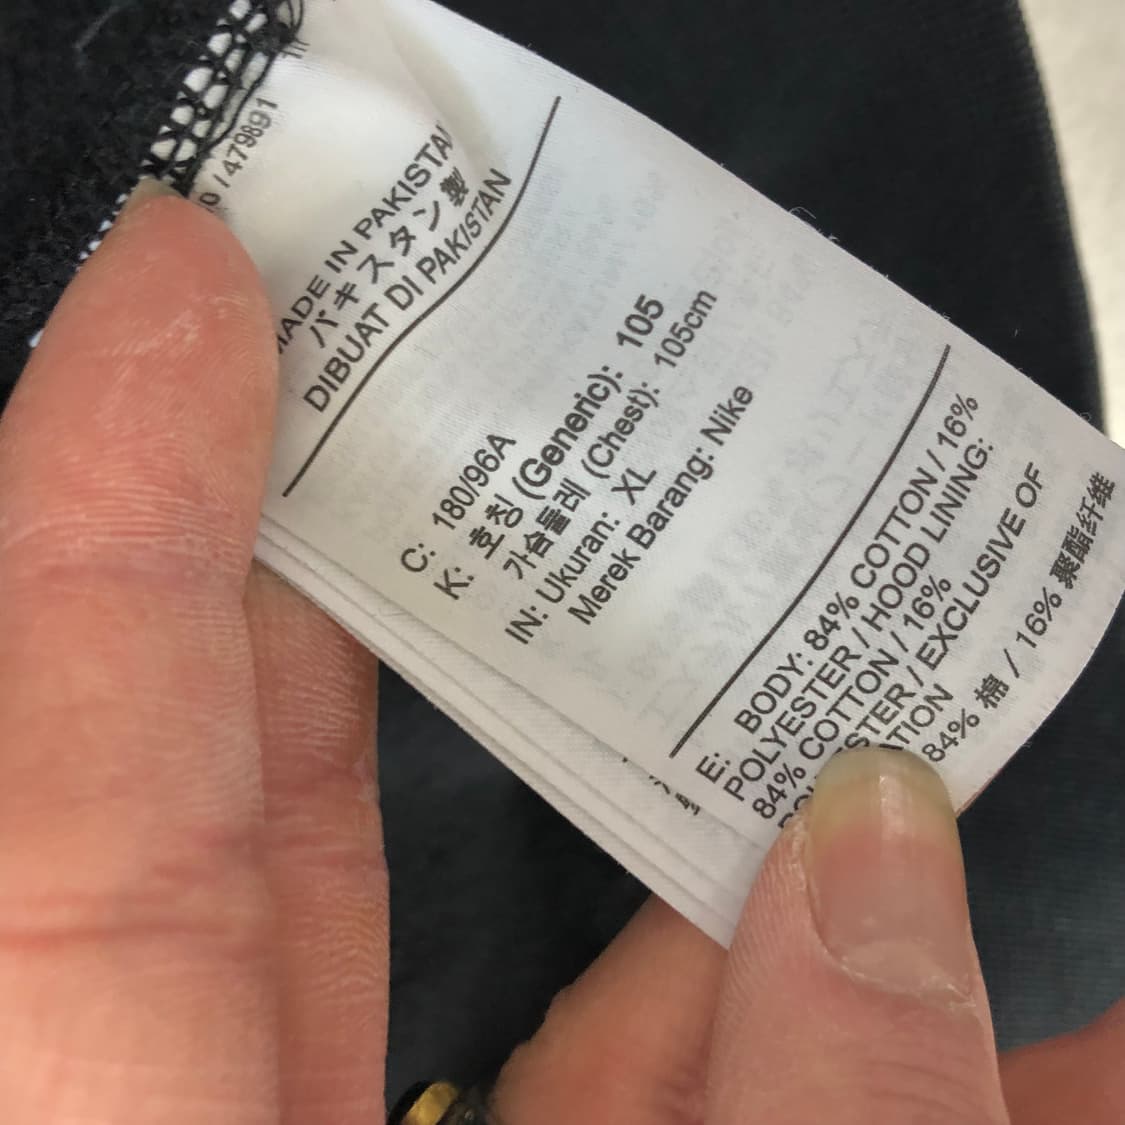 0 / 479891
MADE IN PAKISTAN
パキスタン製
DIBUAT DI PAKISTAN
C: 180/96A
K: 호칭 (Generic): 105
가슴둘레 (Chest): 105cm
IN: Ukuran: XL
Merek Barang: Nike
E: BODY: 84% COTTON / 16%
POLYESTER / HOOD LINING:
84% COTTON / 16%
POLYESTER / EXCLUSIVE OF
84% 棉 / 16% 聚酯纤维